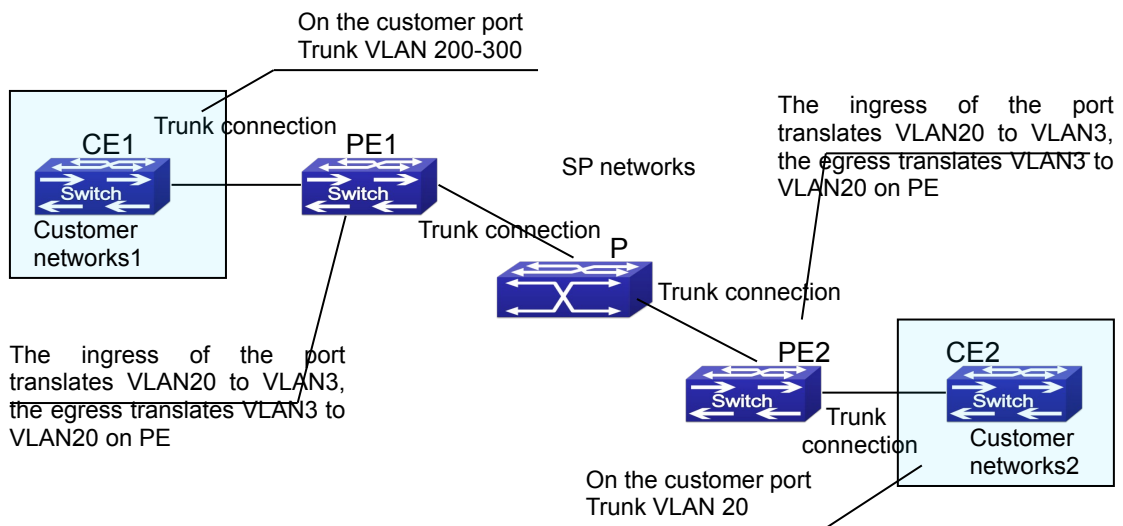 On the customer port
Trunk VLAN 200-300
Trunk connection
CE1
PE1
Switch
Switch
Customer
networks1
SP networks
The ingress of the port
translates VLAN20 to VLAN3,
the egress translates VLAN3 to
VLAN20 on PE
Trunk connection
P
Trunk connection
The ingress of the port
translates VLAN20 to VLAN3,
the egress translates VLAN3 to
VLAN20 on PE
PE2
CE2
Switch
Switch
Trunk
connection
Customer
networks2
On the customer port
Trunk VLAN 20